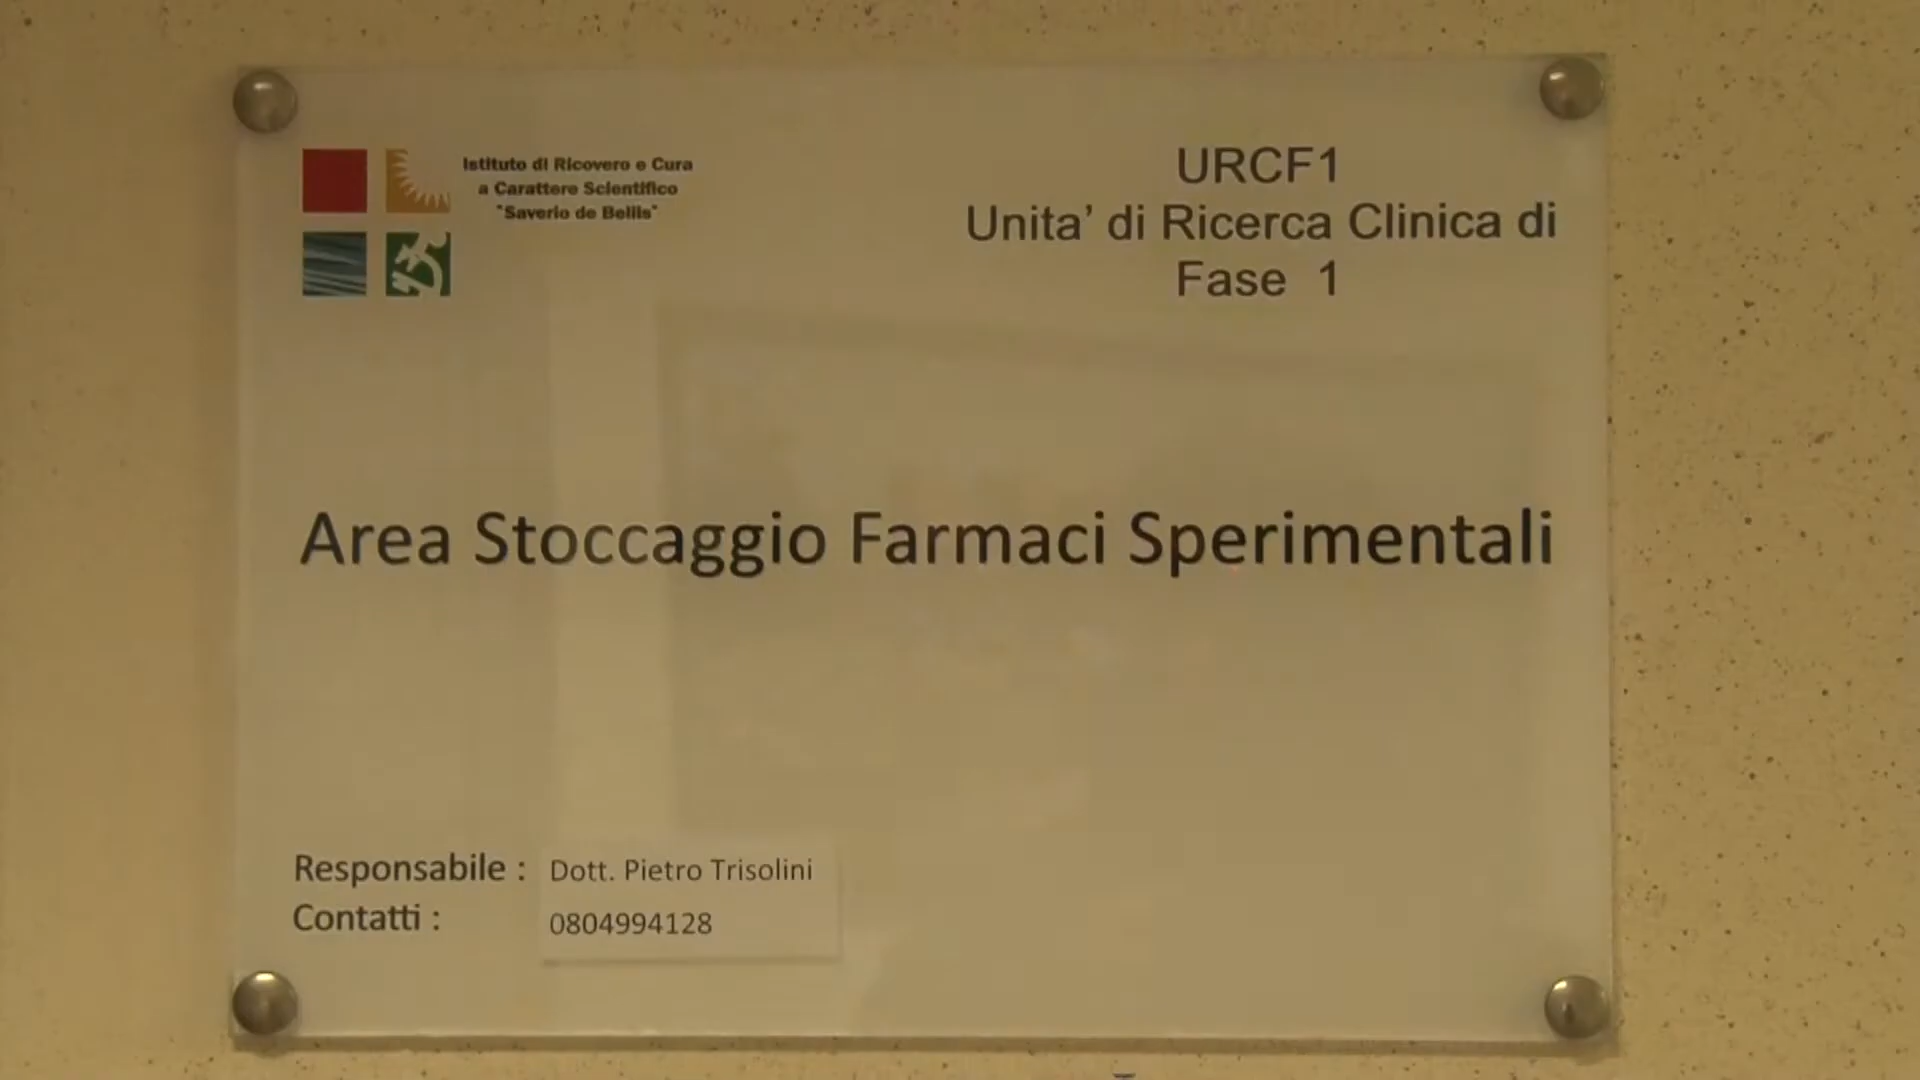 Istituto di Ricovero e Cura
a Carattere Scientifico
"Saverio de Bellis"
URCF1
Unita' di Ricerca Clinica di
Fase 1
Area Stoccaggio Farmaci Sperimentali
Responsabile : Dott. Pietro Trisolini
Contatti : 0804994128